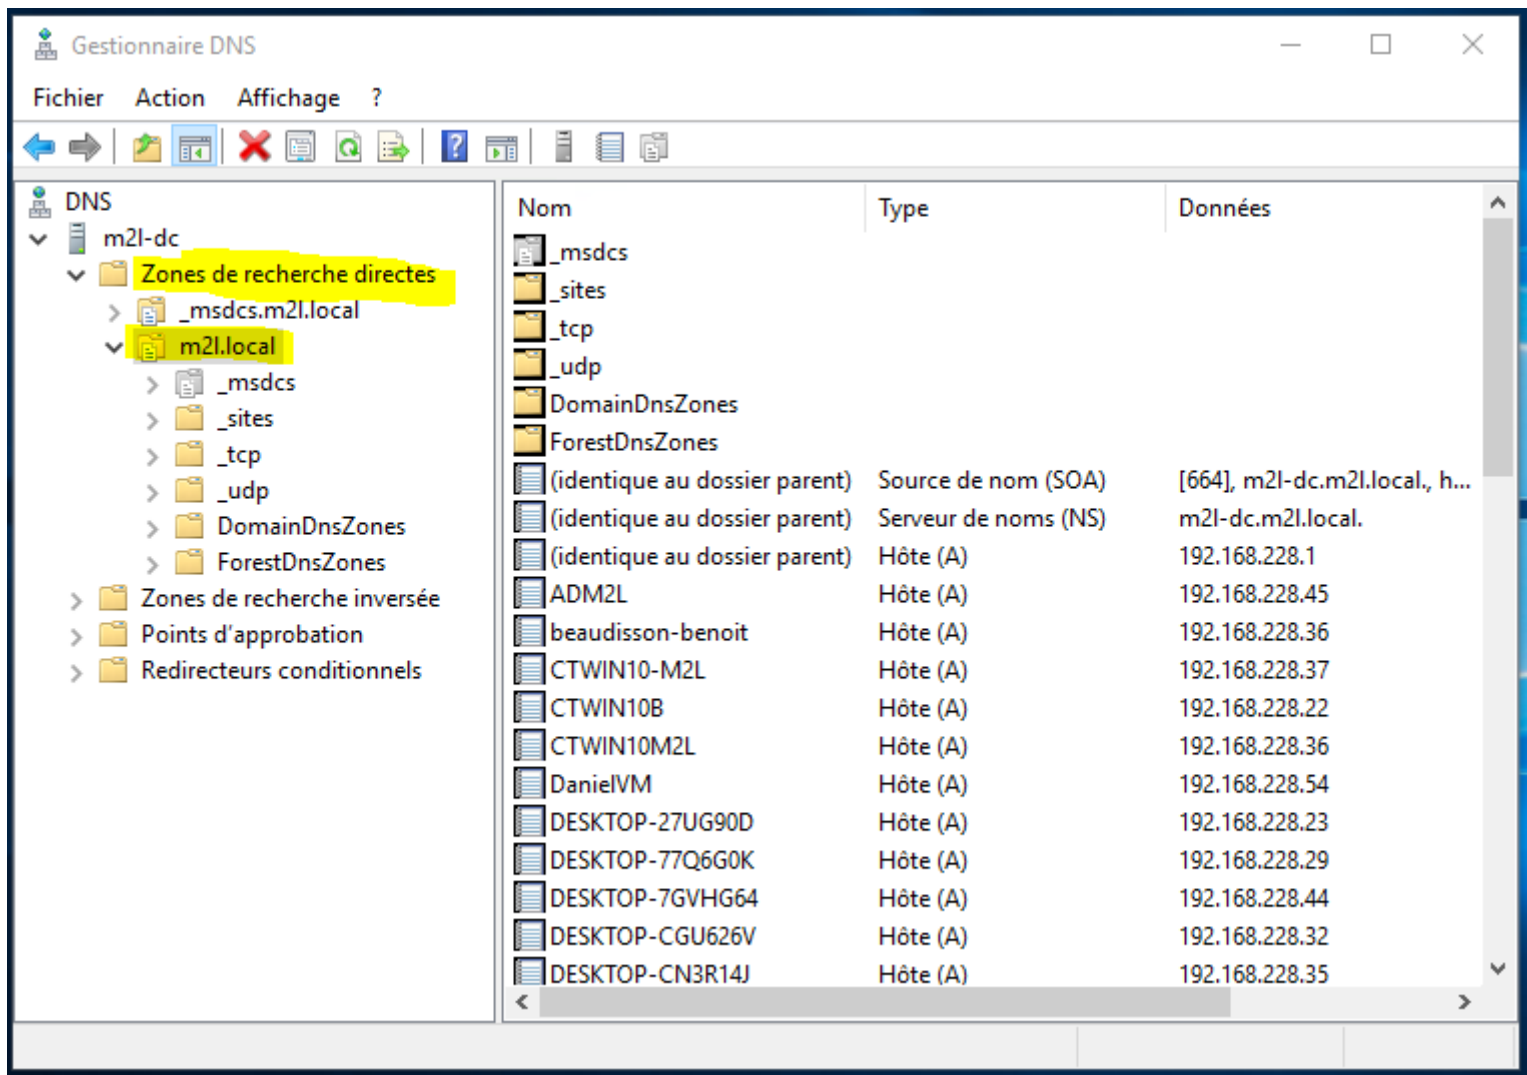 Gestionnaire DNS
Fichier Action Affichage ?
DNS
m2l-dc
Zones de recherche directes
_msdcs.m2l.local
m2l.local
_msdcs
_sites
_tcp
_udp
DomainDnsZones
ForestDnsZones
Zones de recherche inversée
Points d'approbation
Redirecteurs conditionnels
Nom Type Données
_msdcs
_sites
_tcp
_udp
DomainDnsZones
ForestDnsZones
(identique au dossier parent) Source de nom (SOA) [664], m2l-dc.m2l.local., h...
(identique au dossier parent) Serveur de noms (NS) m2l-dc.m2l.local.
(identique au dossier parent) Hôte (A) 192.168.228.1
ADM2L Hôte (A) 192.168.228.45
beaudisson-benoit Hôte (A) 192.168.228.36
CTWIN10-M2L Hôte (A) 192.168.228.37
CTWIN10B Hôte (A) 192.168.228.22
CTWIN10M2L Hôte (A) 192.168.228.36
DanielVM Hôte (A) 192.168.228.54
DESKTOP-27UG90D Hôte (A) 192.168.228.23
DESKTOP-77Q6G0K Hôte (A) 192.168.228.29
DESKTOP-7GVHG64 Hôte (A) 192.168.228.44
DESKTOP-CGU626V Hôte (A) 192.168.228.32
DESKTOP-CN3R14J Hôte (A) 192.168.228.35